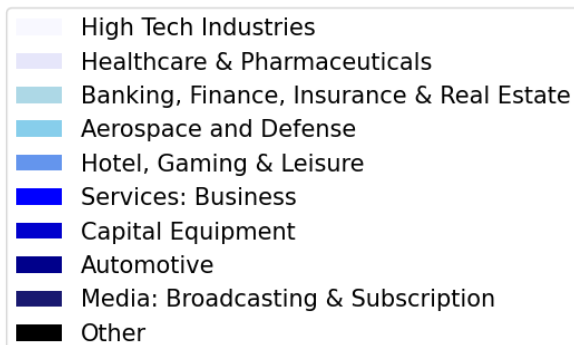 High Tech Industries
Healthcare & Pharmaceuticals
Banking, Finance, Insurance & Real Estate
Aerospace and Defense
Hotel, Gaming & Leisure
Services: Business
Capital Equipment
Automotive
Media: Broadcasting & Subscription
Other